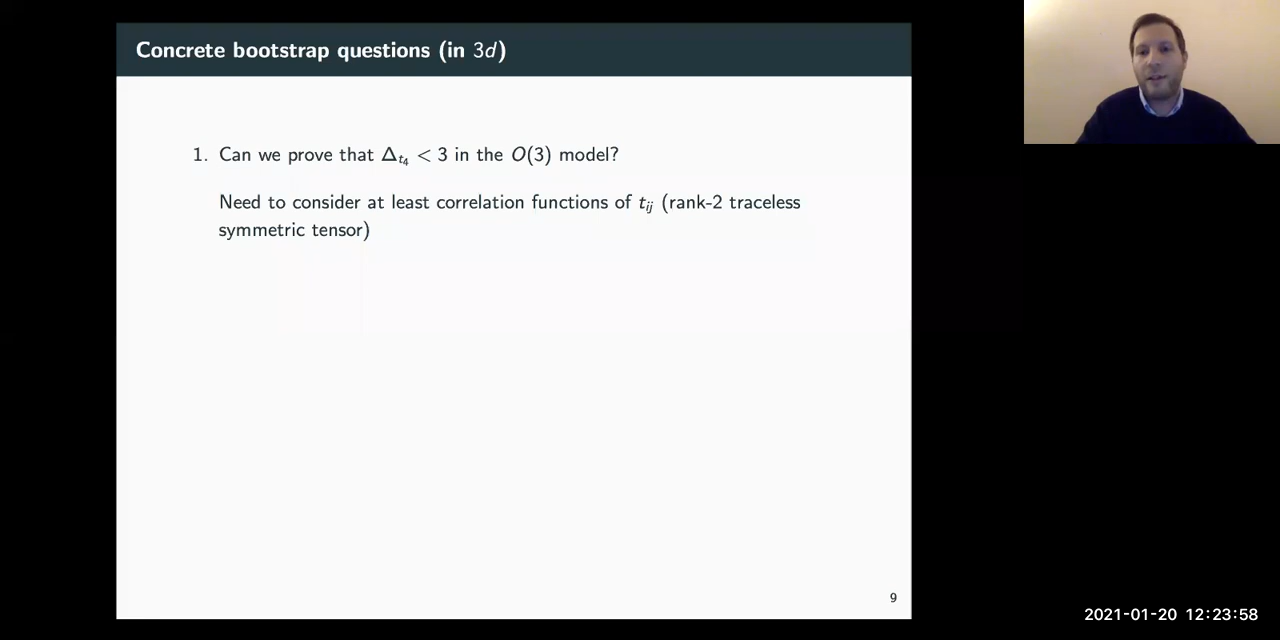 Concrete bootstrap questions (in 3d)
1. Can we prove that Δ_{t_4} < 3 in the O(3) model?
Need to consider at least correlation functions of t_{ij} (rank-2 traceless
symmetric tensor)
9
2021-01-20 12:23:58